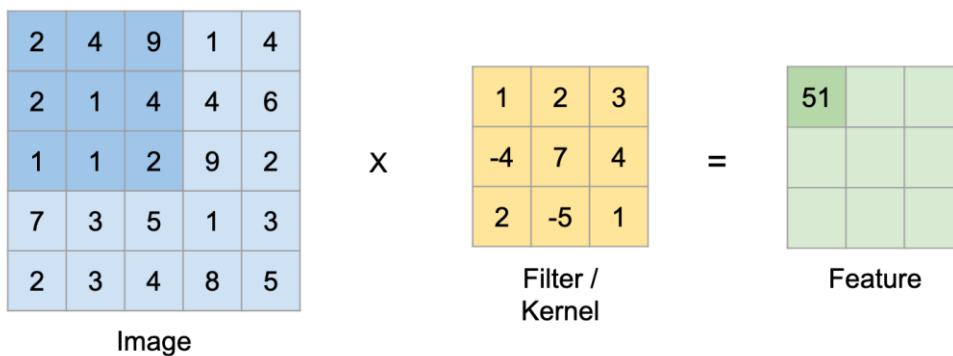 2 4 9 1 4
2 1 4 4 6
1 1 2 9 2
7 3 5 1 3
2 3 4 8 5
Image
X
1 2 3
-4 7 4
2 -5 1
Filter /
Kernel
=
51
Feature